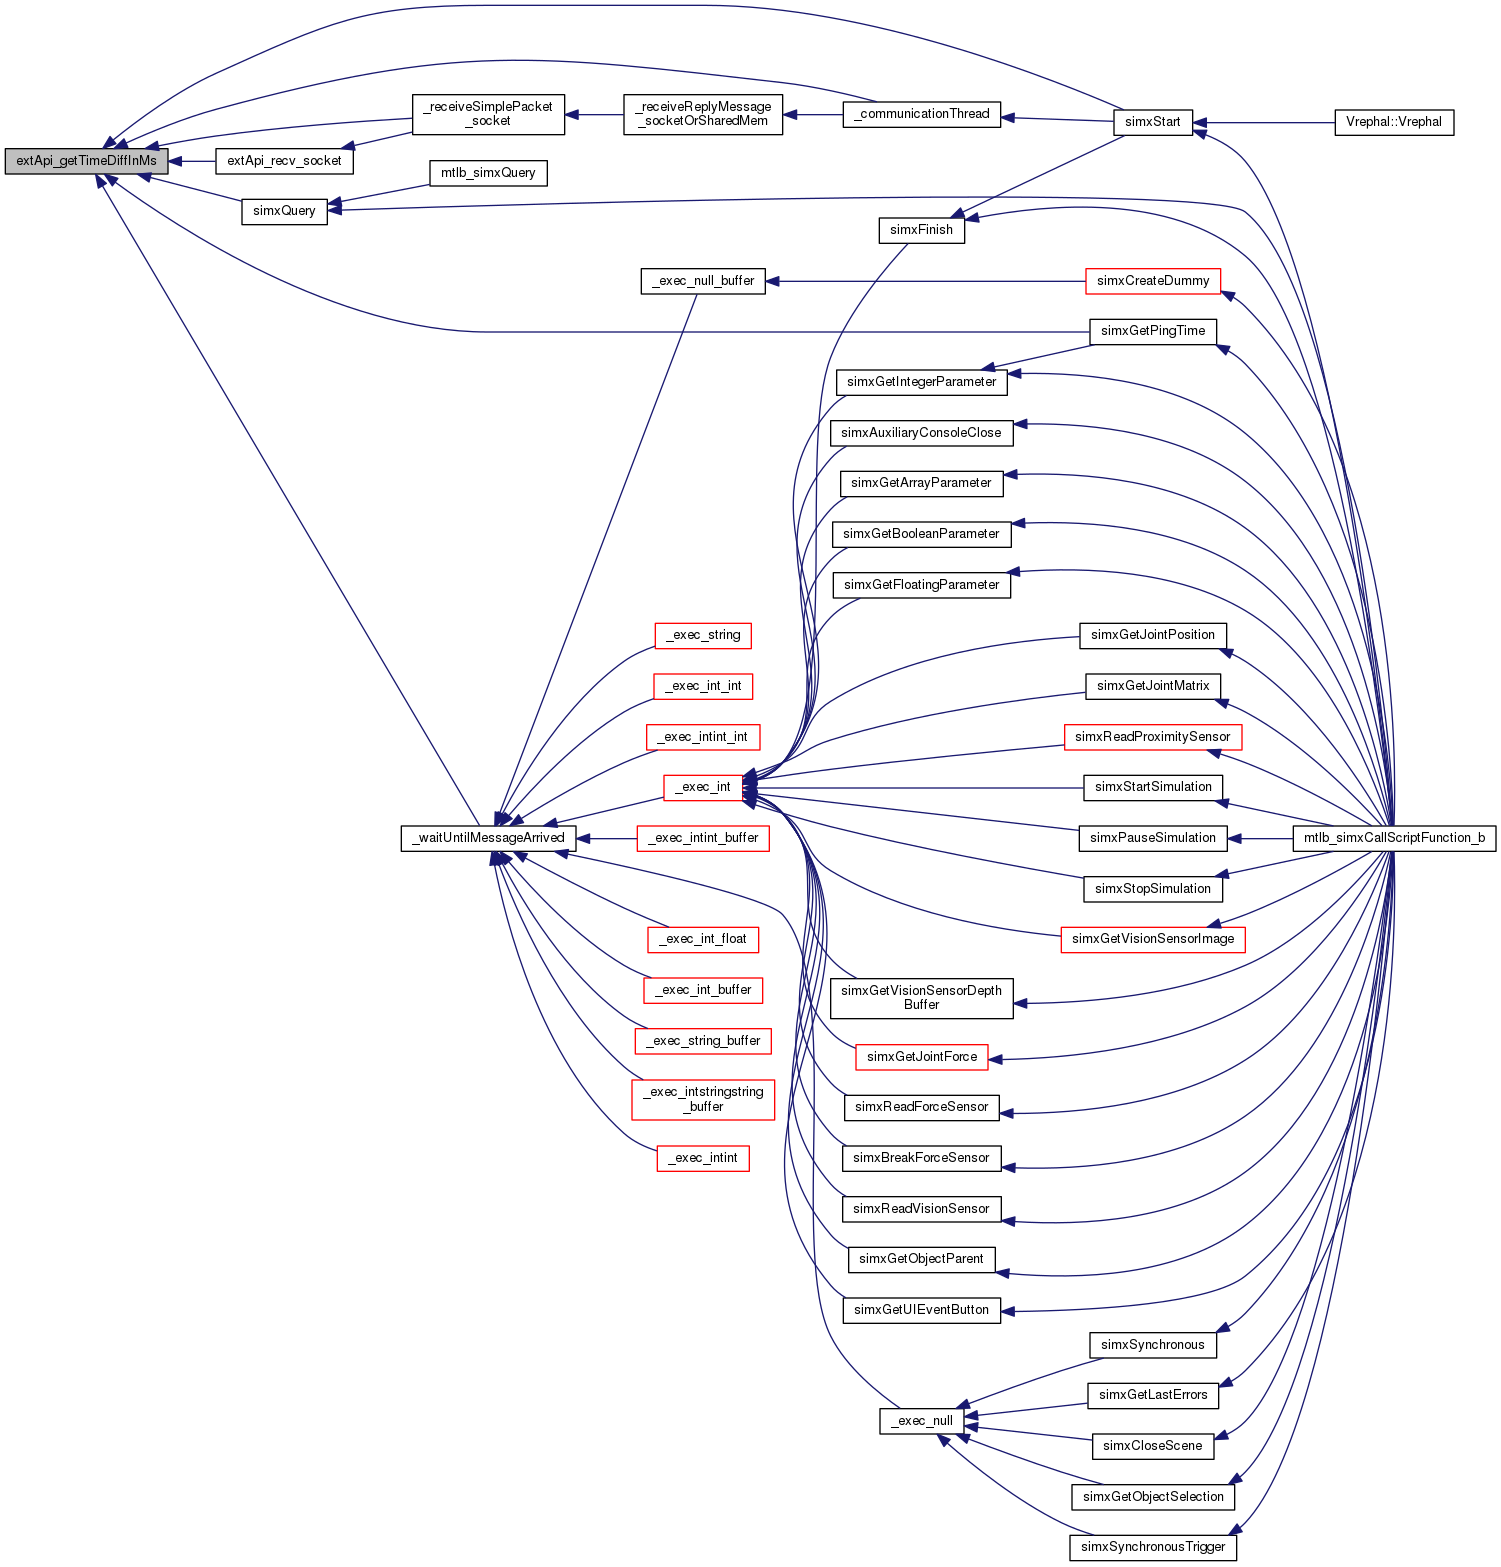 extApi_getTimeDiffInMs
_receiveSimplePacket
_socket
extApi_recv_socket
mtlb_simxQuery
simxQuery
_receiveReplyMessage
_socketOrSharedMem
_communicationThread
simxStart
Vrephal::Vrephal
simxFinish
_exec_null_buffer
simxCreateDummy
simxGetPingTime
simxGetIntegerParameter
simxAuxiliaryConsoleClose
simxGetArrayParameter
simxGetBooleanParameter
simxGetFloatingParameter
_exec_string
simxGetJointPosition
_exec_int_int
simxGetJointMatrix
_exec_intint_int
simxReadProximitySensor
_exec_int
simxStartSimulation
_waitUntilMessageArrived
_exec_intint_buffer
simxPauseSimulation
mtlb_simxCallScriptFunction_b
simxStopSimulation
_exec_int_float
simxGetVisionSensorImage
_exec_int_buffer
simxGetVisionSensorDepth
Buffer
_exec_string_buffer
simxGetJointForce
_exec_intstringstring
_buffer
simxReadForceSensor
_exec_intint
simxBreakForceSensor
simxReadVisionSensor
simxGetObjectParent
simxGetUIEventButton
simxSynchronous
simxGetLastErrors
_exec_null
simxCloseScene
simxGetObjectSelection
simxSynchronousTrigger